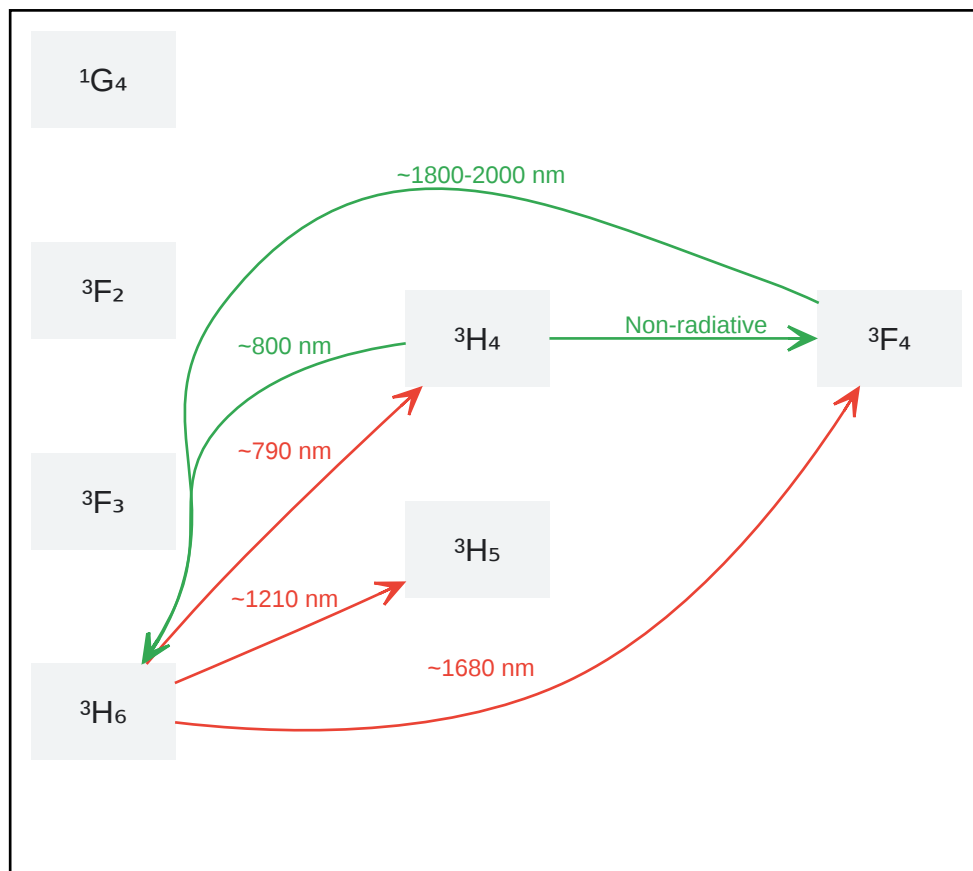 ¹G₄
~1800-2000 nm
³F₂
~800 nm
³H₄
Non-radiative
³F₄
~790 nm
³F₃
³H₅
~1210 nm
~1680 nm
³H₆